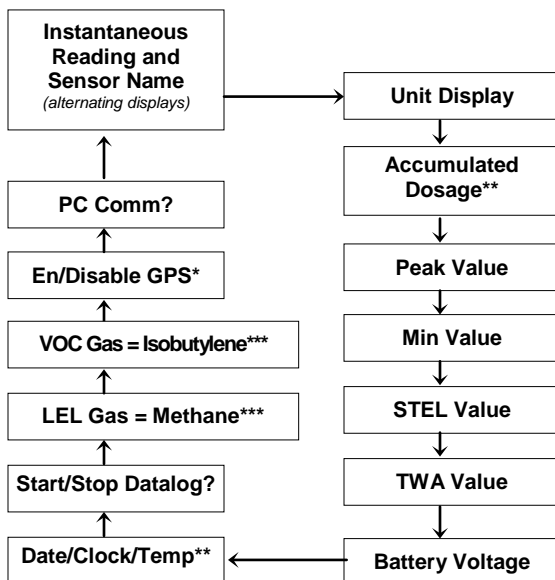 Instantaneous
Reading and
Sensor Name
(alternating displays)
Unit Display
Accumulated
Dosage**
Peak Value
Min Value
STEL Value
TWA Value
Battery Voltage
Date/Clock/Temp**
Start/Stop Datalog?
LEL Gas = Methane***
VOC Gas = Isobutylene***
En/Disable GPS*
PC Comm?